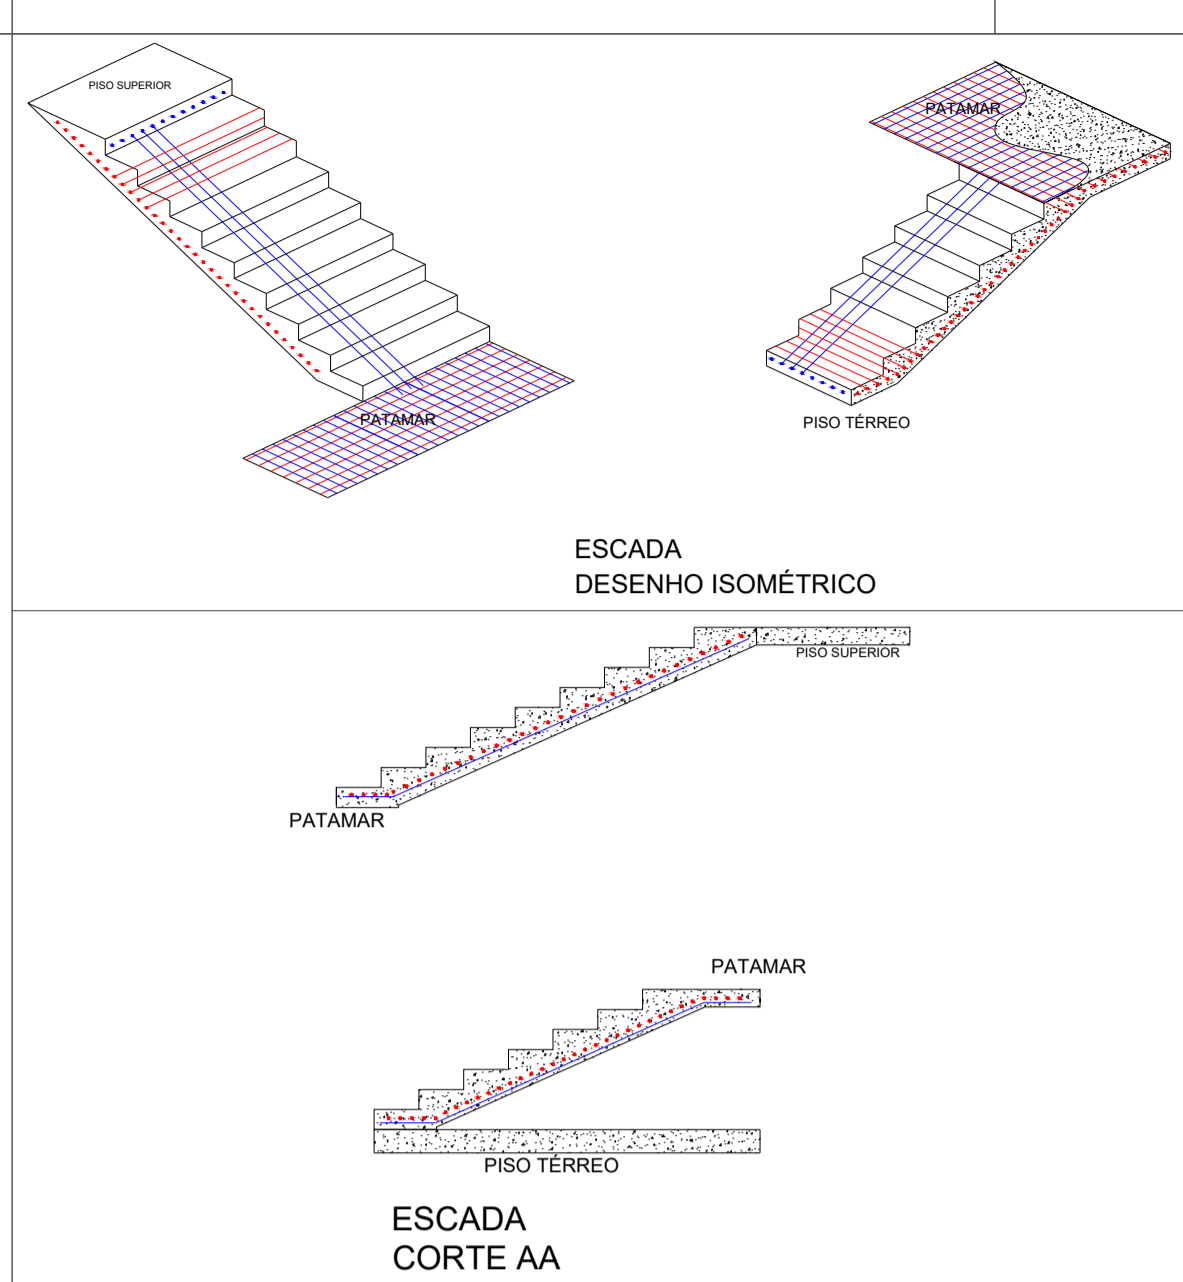 PISO SUPERIOR
PATAMAR
PATAMAR
PISO TÉRREO
ESCADA
DESENHO ISOMÉTRICO
PISO SUPERIOR
PATAMAR
PATAMAR
PISO TÉRREO
ESCADA
CORTE AA